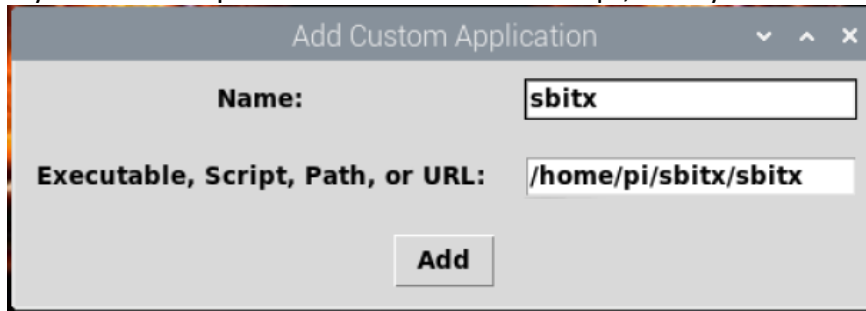 Add Custom Application
Name: sbitx
Executable, Script, Path, or URL: /home/pi/sbitx/sbitx
Add